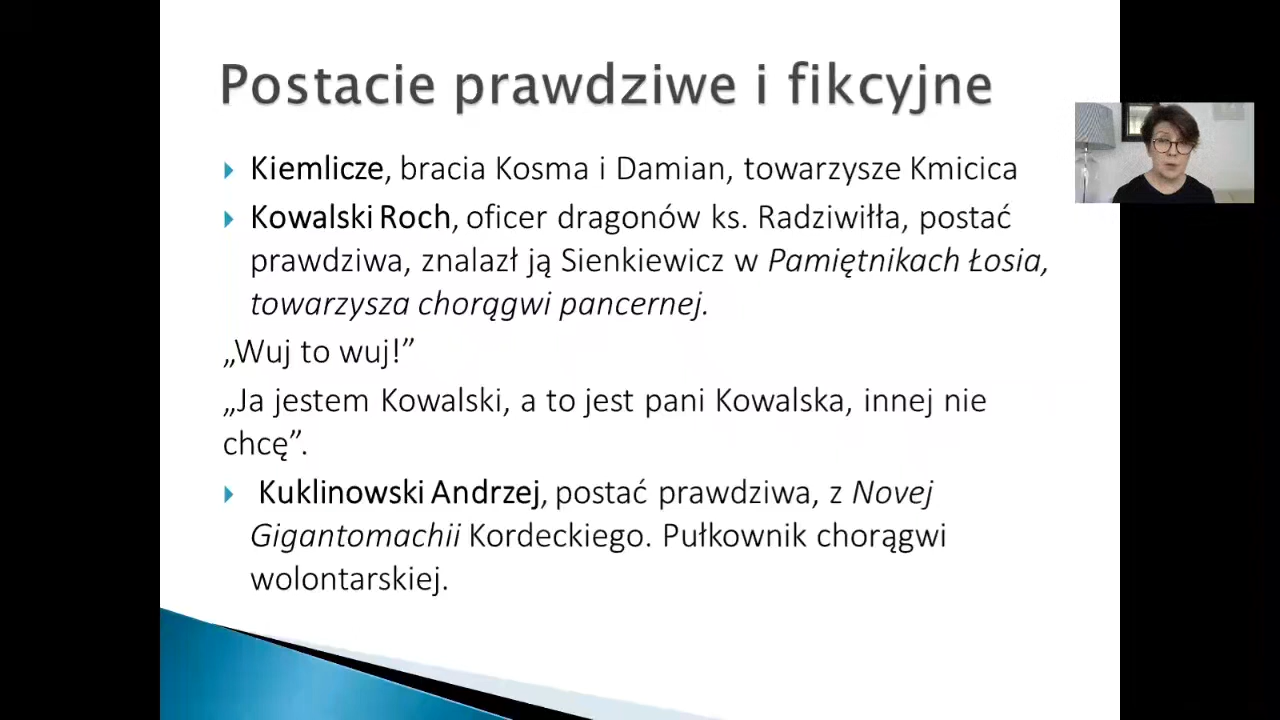 Postacie prawdziwe i fikcyjne
Kiemlicze, bracia Kosma i Damian, towarzysze Kmicica
Kowalski Roch, oficer dragonów ks. Radziwiłła, postać
prawdziwa, znalazł ją Sienkiewicz w Pamiętnikach Łosia,
towarzysza chorągwi pancernej.
„Wuj to wuj!”
„Ja jestem Kowalski, a to jest pani Kowalska, innej nie
chcę”.
Kuklinowski Andrzej, postać prawdziwa, z Novej
Gigantomachii Kordeckiego. Pułkownik chorągwi
wolontarskiej.